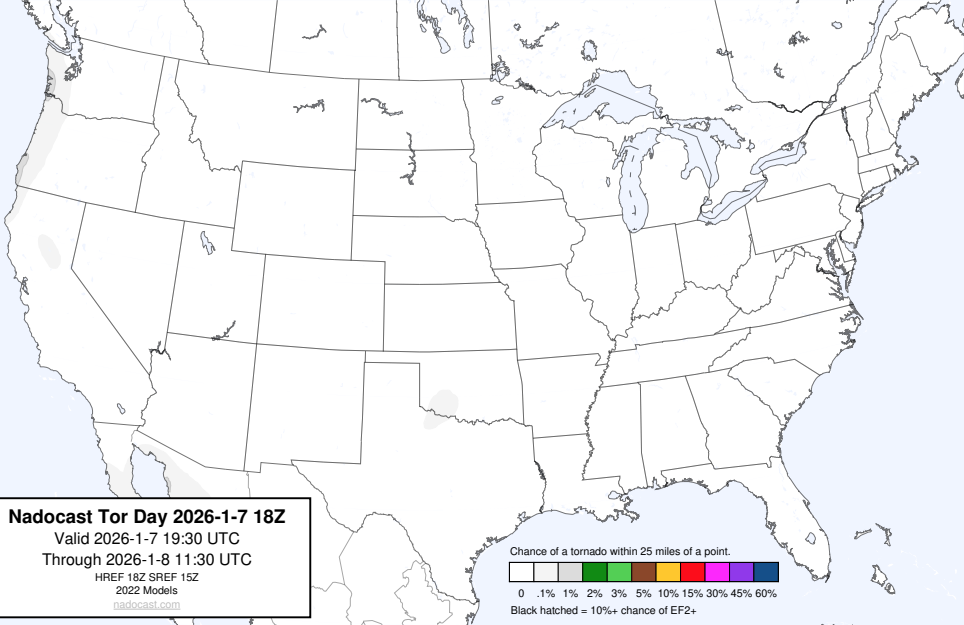 Nadocast Tor Day 2026-1-7 18Z
Valid 2026-1-7 19:30 UTC
Through 2026-1-8 11:30 UTC
HREF 18Z SREF 15Z
2022 Models
nadocast.com
Chance of a tornado within 25 miles of a point.
0 .1% 1% 2% 3% 5% 10% 15% 30% 45% 60%
Black hatched = 10%+ chance of EF2+